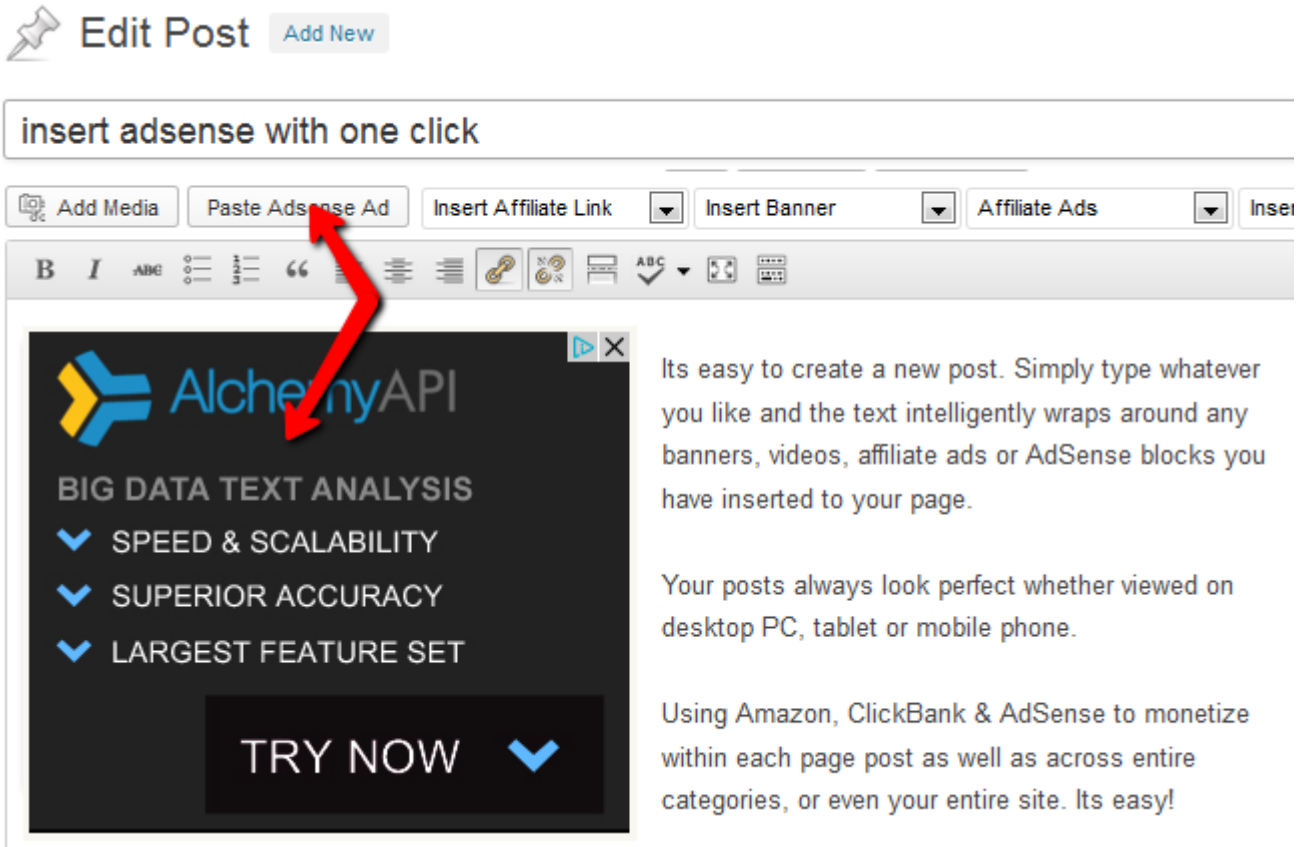 Edit Post Add New
insert adsense with one click
Add Media Paste Adsense Ad Insert Affiliate Link Insert Banner Affiliate Ads
B I ABC ABC
AlchemyAPI
BIG DATA TEXT ANALYSIS
SPEED & SCALABILITY
SUPERIOR ACCURACY
LARGEST FEATURE SET
TRY NOW
Its easy to create a new post. Simply type whatever
you like and the text intelligently wraps around any
banners, videos, affiliate ads or AdSense blocks you
have inserted to your page.
Your posts always look perfect whether viewed on
desktop PC, tablet or mobile phone.
Using Amazon, ClickBank & AdSense to monetize
within each page post as well as across entire
categories, or even your entire site. Its easy!